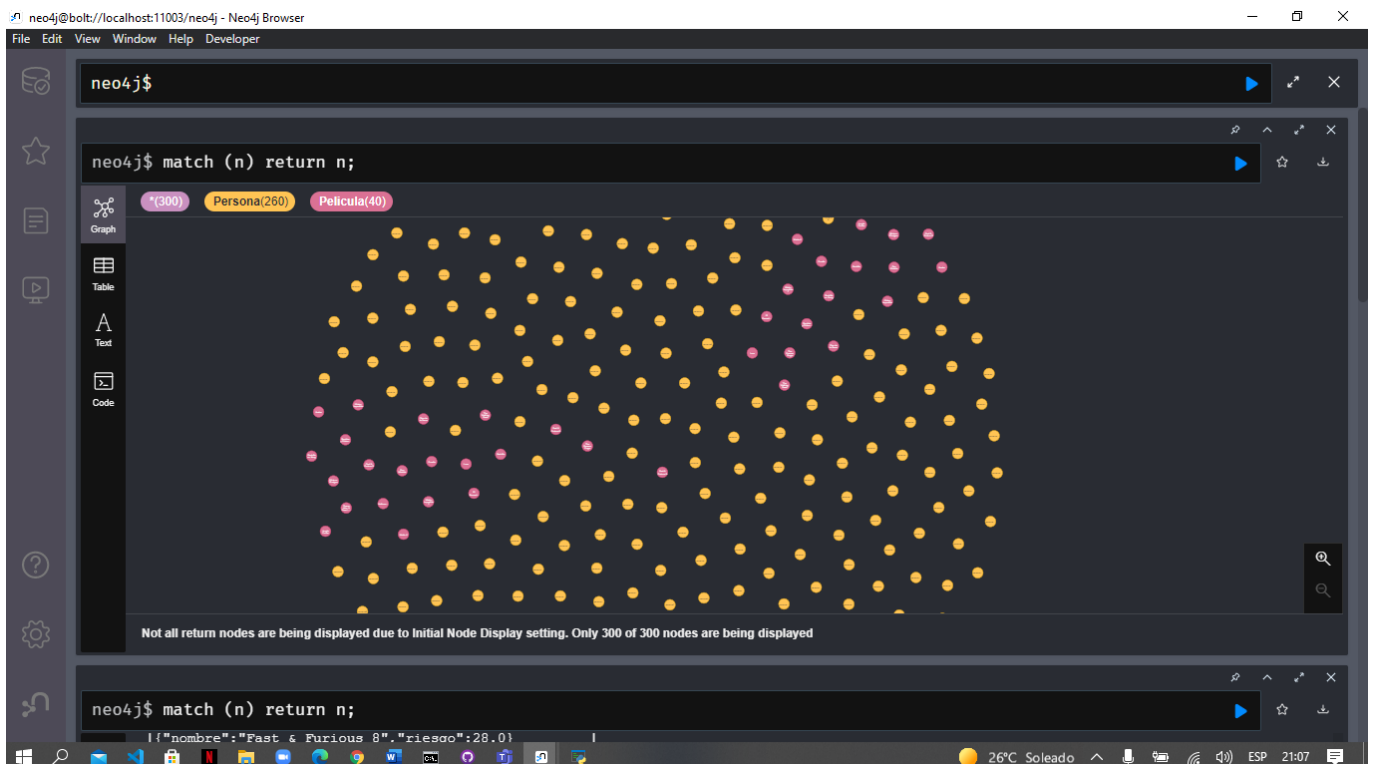 neo4j@bolt://localhost:11003/neo4j - Neo4j Browser
File Edit View Window Help Developer
neo4j$
neo4j$ match (n) return n;
*(300) Persona(260) Pelicula(40)
Graph
Table
Text
Code
Not all return nodes are being displayed due to Initial Node Display setting. Only 300 of 300 nodes are being displayed
neo4j$ match (n) return n;
|{"nombre":"Fast & Furious 8","riesgo":28.0} |
26°C Soleado ESP 21:07